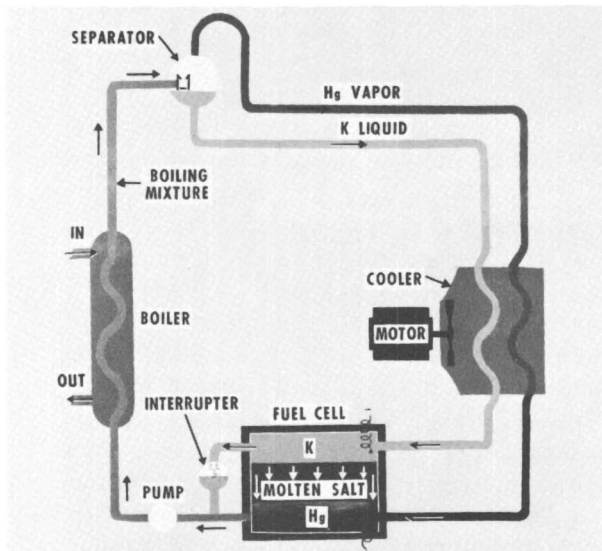 SEPARATOR
Hg VAPOR
K LIQUID
BOILING
MIXTURE
IN
COOLER
BOILER
MOTOR
OUT
INTERRUPTER
FUEL CELL
K
PUMP
MOLTEN SALT
Hg